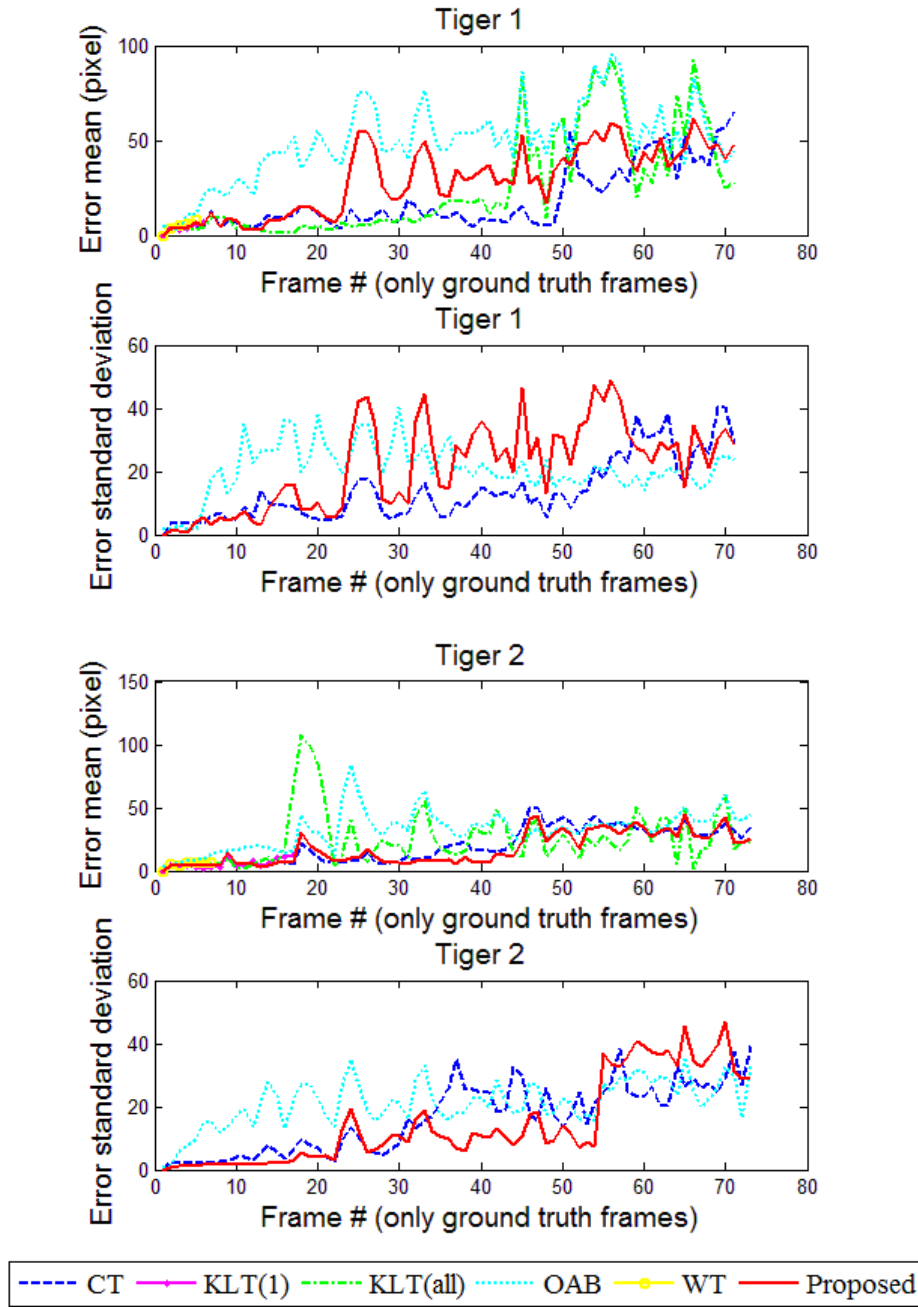 Tiger 1
Error mean (pixel)
100
50
0
0 10 20 30 40 50 60 70 80
Frame # (only ground truth frames)
Tiger 1
Error standard deviation
60
40
20
0
0 10 20 30 40 50 60 70 80
Frame # (only ground truth frames)
Tiger 2
Error mean (pixel)
150
100
50
0
0 10 20 30 40 50 60 70 80
Frame # (only ground truth frames)
Tiger 2
Error standard deviation
60
40
20
0
0 10 20 30 40 50 60 70 80
Frame # (only ground truth frames)
CT KLT(1) KLT(all) OAB WT Proposed